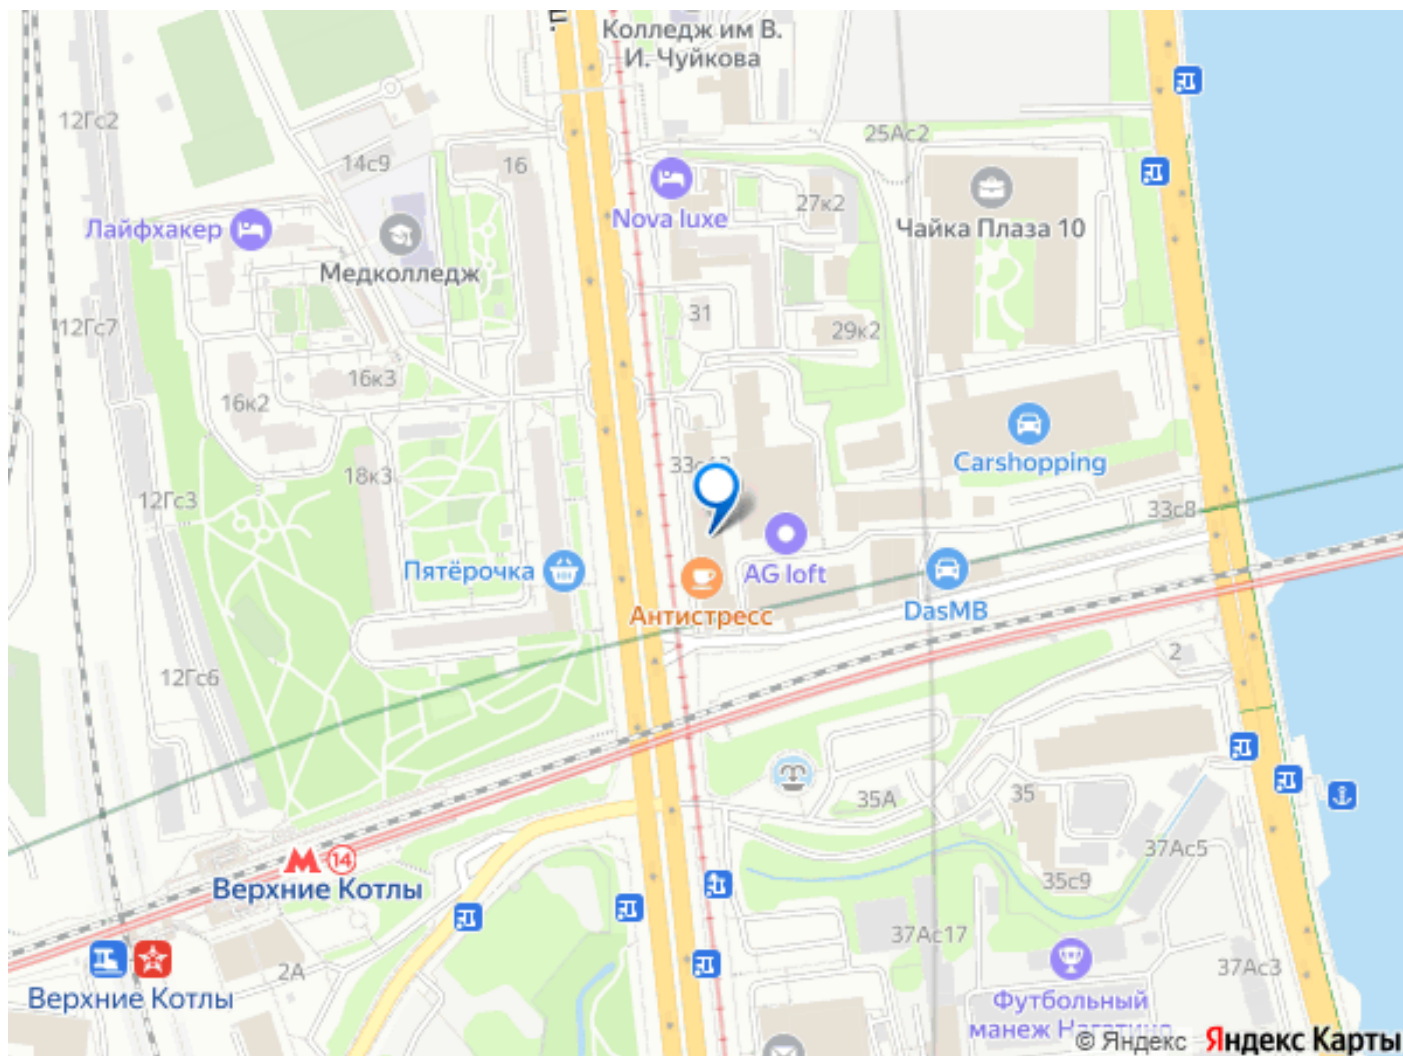 Колледж им В.
И. Чуйкова
12Гс2
25Ас2
14с9
16
27к2
Nova luxe
Чайка Плаза 10
Лайфхакер
Медколледж
12Гс7
31
29к2
16к3
16к2
Carshopping
18к3
12Гс3
33с8
Пятёрочка
AG loft
Антистресс
DasMB
2
12Гс6
35А
35
37Ас5
14
Верхние Котлы
35с9
37Ас17
2А
37Ас3
Верхние Котлы
Футбольный
манеж Нагатино
© Яндекс Яндекс Карты